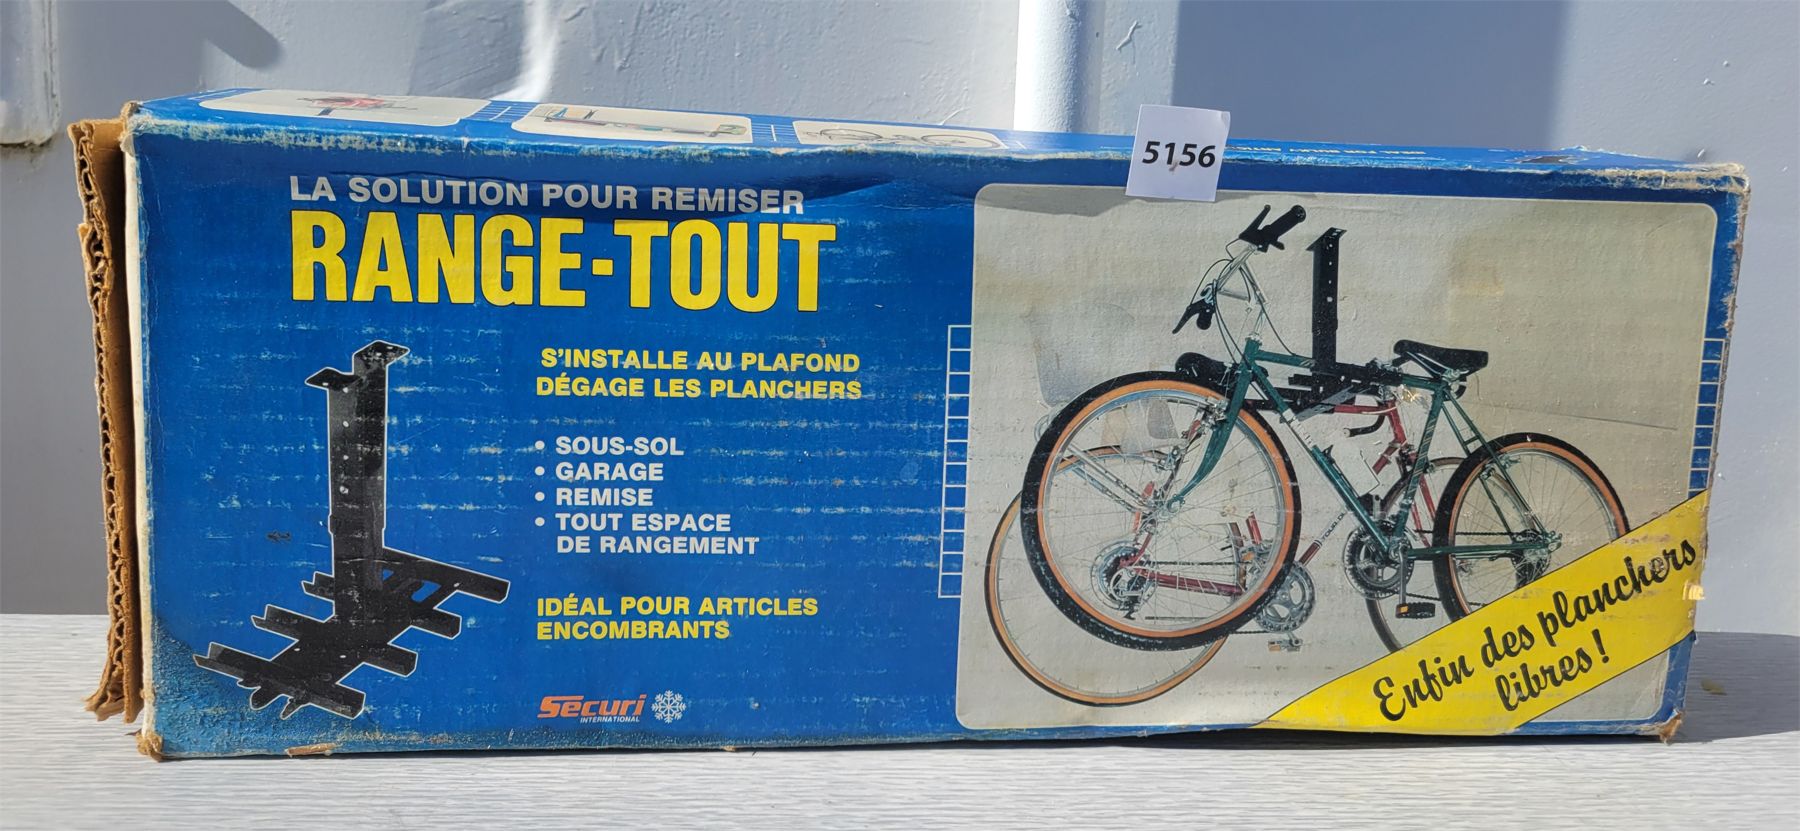 5156
LA SOLUTION POUR REMISER
RANGE-TOUT
S'INSTALLE AU PLAFOND
DÉGAGE LES PLANCHERS
• SOUS-SOL
• GARAGE
• REMISE
• TOUT ESPACE
DE RANGEMENT
IDÉAL POUR ARTICLES
ENCOMBRANTS
Sécuri
INTERNATIONAL
Enfin des planchers
libres!